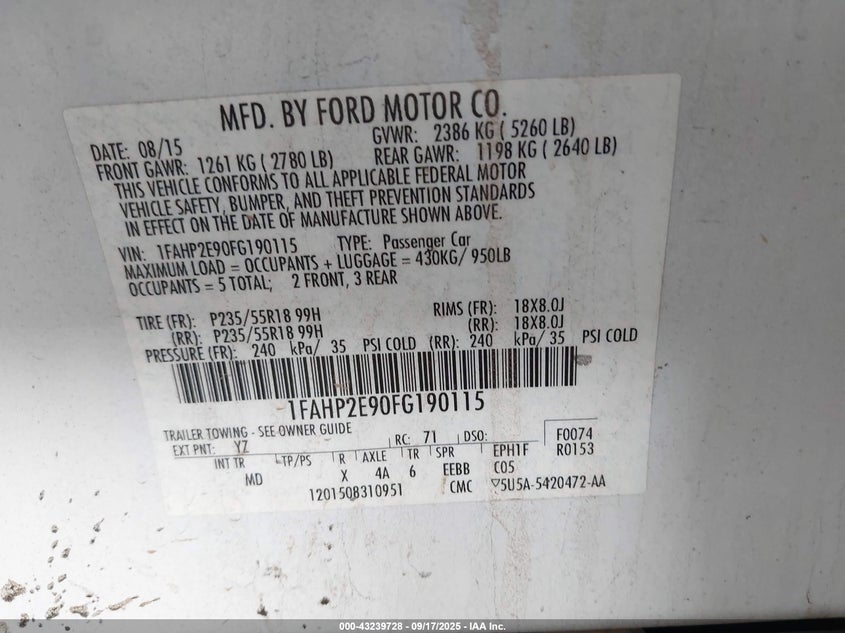 MFD. BY FORD MOTOR CO.
DATE: 08/15 GVWR: 2386 KG ( 5260 LB)
FRONT GAWR: 1261 KG ( 2780 LB) REAR GAWR: 1198 KG ( 2640 LB)
THIS VEHICLE CONFORMS TO ALL APPLICABLE FEDERAL MOTOR
VEHICLE SAFETY, BUMPER, AND THEFT PREVENTION STANDARDS
IN EFFECT ON THE DATE OF MANUFACTURE SHOWN ABOVE.
VIN: 1FAHP2E90FG190115 TYPE: Passenger Car
MAXIMUM LOAD = OCCUPANTS + LUGGAGE = 430KG/ 950LB
OCCUPANTS = 5 TOTAL; 2 FRONT, 3 REAR
TIRE (FR): P235/55R18 99H RIMS (FR): 18X8.0J
(RR): P235/55R18 99H (RR): 18X8.0J
PRESSURE (FR): 240 kPa/ 35 PSI COLD (RR): 240 kPa/ 35 PSI COLD
1FAHP2E90FG190115
TRAILER TOWING - SEE OWNER GUIDE
EXT PNT: YZ RC: 71 DSO: F0074
INT TR TP/PS R AXLE TR SPR EPH1F R0153
MD X 4A 6 EEBB C05
1201508310951 CMC ▽5U5A-5420472-AA
000-43239728 - 09/17/2025 - IAA Inc.